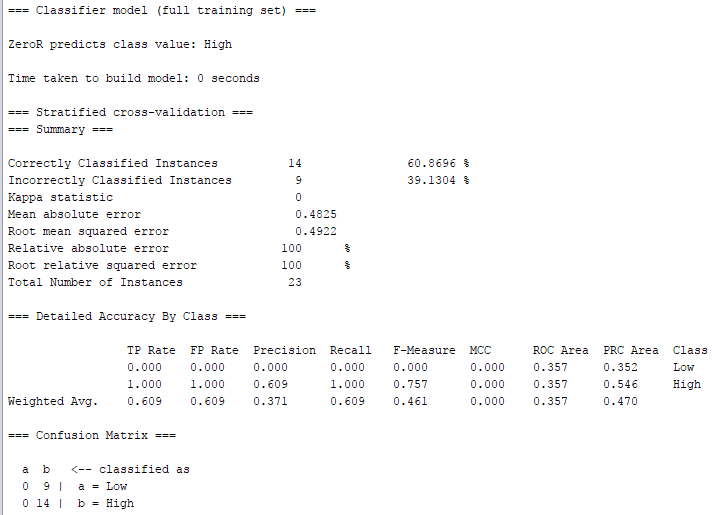 === Classifier model (full training set) ===
ZeroR predicts class value: High
Time taken to build model: 0 seconds
=== Stratified cross-validation ===
=== Summary ===
Correctly Classified Instances 14 60.8696 %
Incorrectly Classified Instances 9 39.1304 %
Kappa statistic 0
Mean absolute error 0.4825
Root mean squared error 0.4922
Relative absolute error 100 %
Root relative squared error 100 %
Total Number of Instances 23
=== Detailed Accuracy By Class ===
TP Rate FP Rate Precision Recall F-Measure MCC ROC Area PRC Area Class
0.000 0.000 0.000 0.000 0.000 0.000 0.357 0.352 Low
1.000 1.000 0.609 1.000 0.757 0.000 0.357 0.546 High
Weighted Avg. 0.609 0.609 0.371 0.609 0.461 0.000 0.357 0.470
=== Confusion Matrix ===
a b <-- classified as
0 9 | a = Low
0 14 | b = High